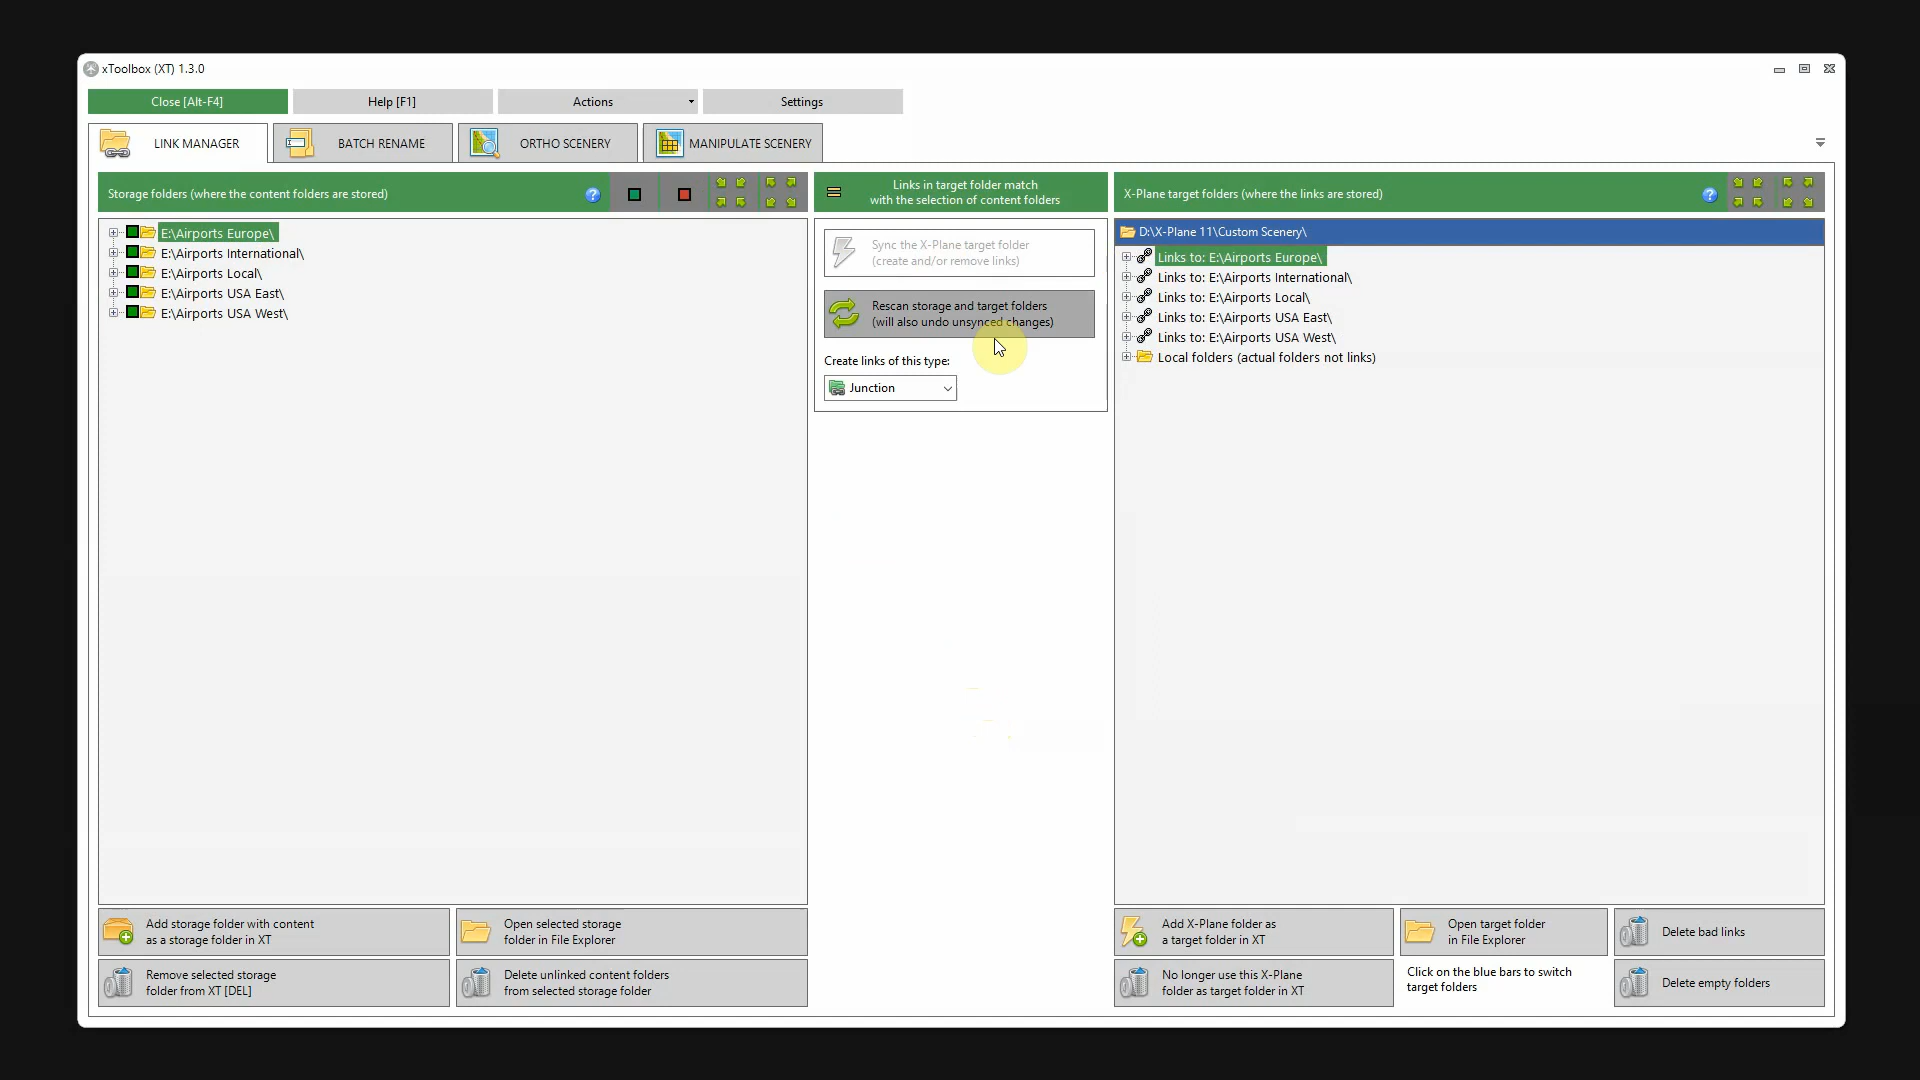 xToolbox (XT) 1.3.0
Close [Alt-F4]
Help [F1]
Actions
Settings
LINK MANAGER
BATCH RENAME
ORTHO SCENERY
MANIPULATE SCENERY
Storage folders (where the content folders are stored)
E:\Airports Europe\
E:\Airports International\
E:\Airports Local\
E:\Airports USA East\
E:\Airports USA West\
Links in target folder match
with the selection of content folders
Sync the X-Plane target folder
(create and/or remove links)
Rescan storage and target folders
(will also undo unsynced changes)
Create links of this type:
Junction
X-Plane target folders (where the links are stored)
D:\X-Plane 11\Custom Scenery\
Links to: E:\Airports Europe\
Links to: E:\Airports International\
Links to: E:\Airports Local\
Links to: E:\Airports USA East\
Links to: E:\Airports USA West\
Local folders (actual folders not links)
Add storage folder with content
as a storage folder in XT
Open selected storage
folder in File Explorer
Remove selected storage
folder from XT [DEL]
Delete unlinked content folders
from selected storage folder
Add X-Plane folder as
a target folder in XT
Open target folder
in File Explorer
Delete bad links
No longer use this X-Plane
folder as target folder in XT
Click on the blue bars to switch
target folders
Delete empty folders